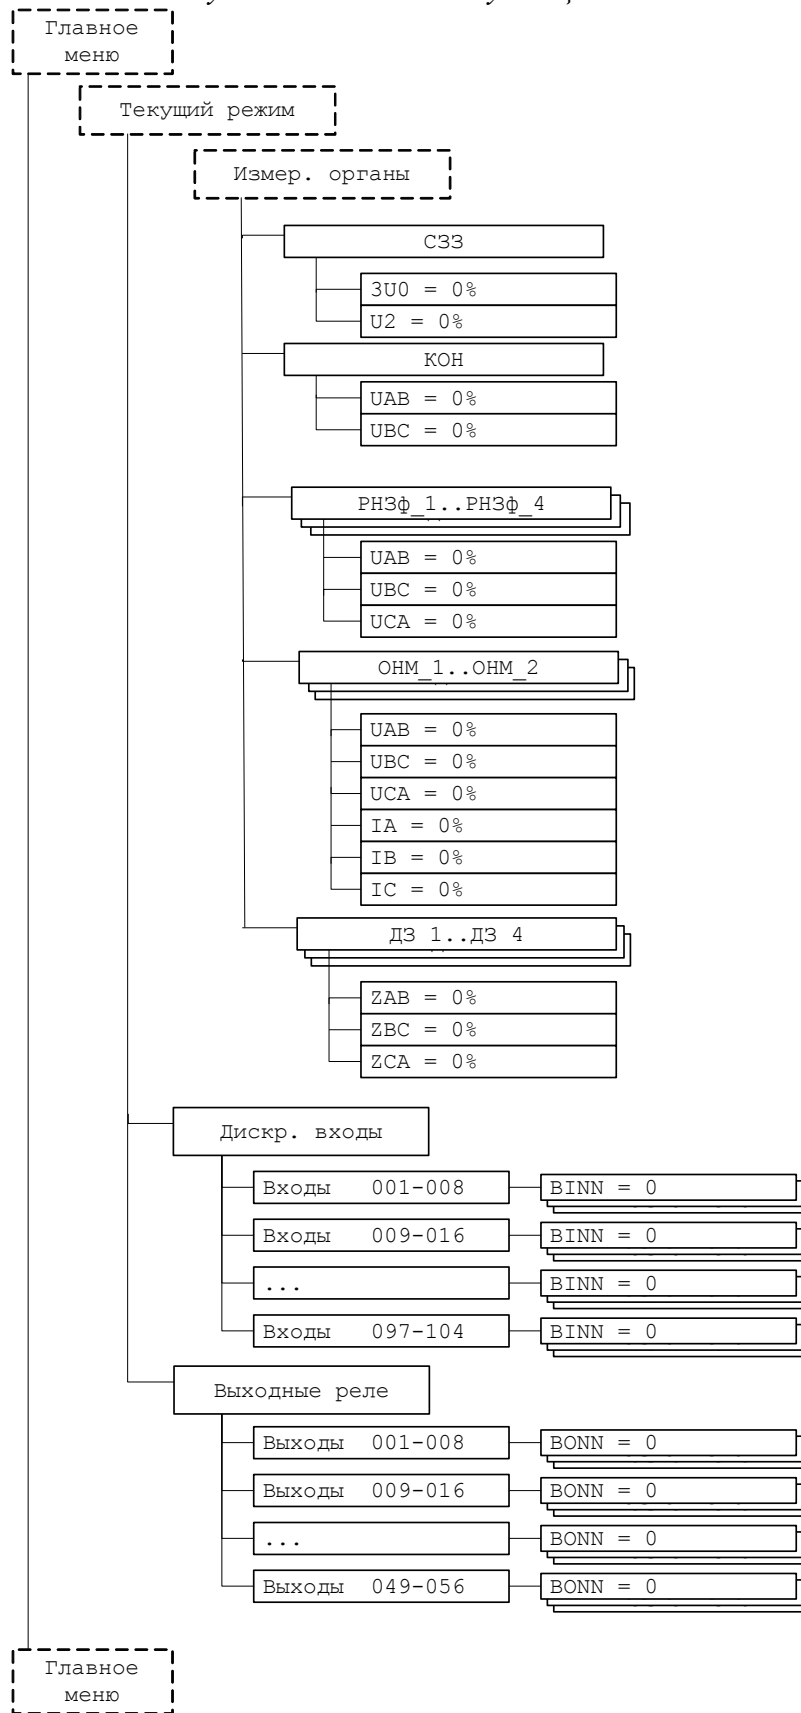 Главное
меню
Текущий режим
Измер. органы
СЗЗ
3U0 = 0%
U2 = 0%
КОН
UAB = 0%
UBC = 0%
РНЗф_1..РНЗф_4
UAB = 0%
UBC = 0%
UCA = 0%
ОНМ_1..ОНМ_2
UAB = 0%
UBC = 0%
UCA = 0%
IA = 0%
IB = 0%
IC = 0%
ДЗ 1..ДЗ 4
ZAB = 0%
ZBC = 0%
ZCA = 0%
Дискр. входы
Входы 001-008 BINN = 0
Входы 009-016 BINN = 0
... BINN = 0
Входы 097-104 BINN = 0
Выходные реле
Выходы 001-008 BONN = 0
Выходы 009-016 BONN = 0
... BONN = 0
Выходы 049-056 BONN = 0
Главное
меню